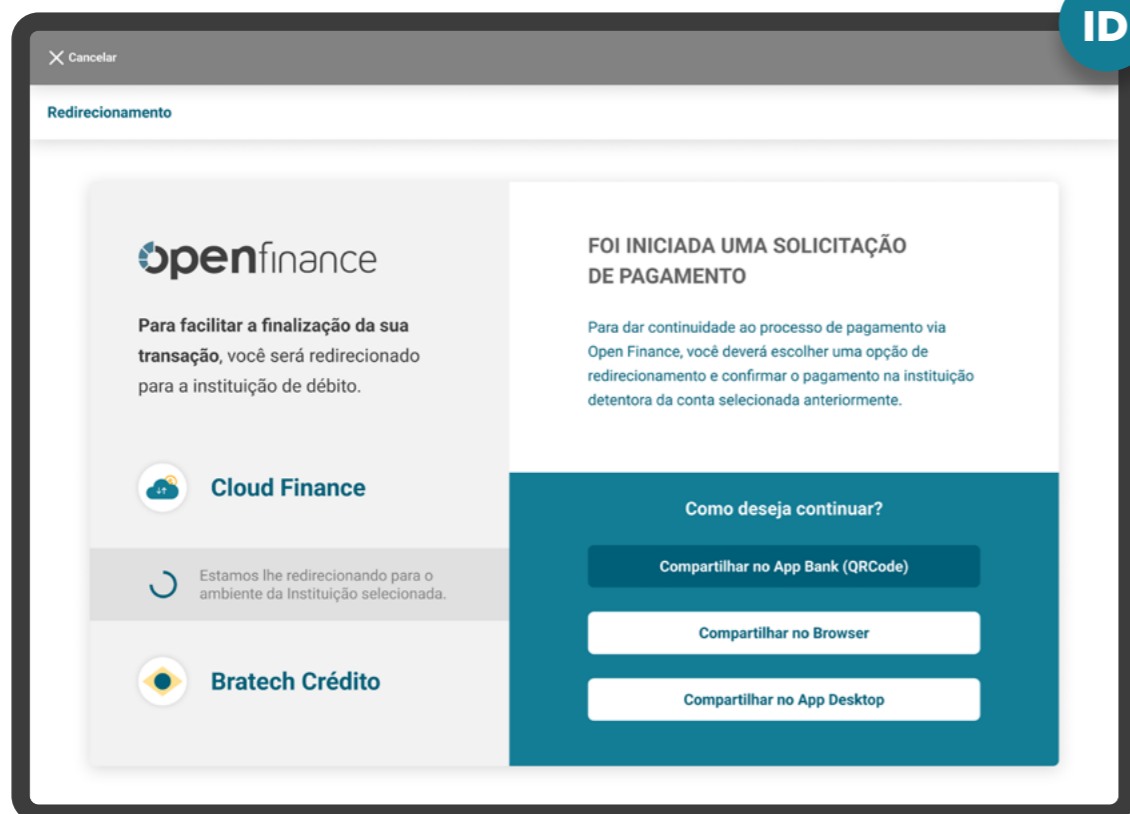 ID
Cancelar
Redirecionamento
openfinance
Para facilitar a finalização da sua
transação, você será redirecionado
para a instituição de débito.
Cloud Finance
Estamos lhe redirecionando para o
ambiente da Instituição selecionada.
Bratech Crédito
FOI INICIADA UMA SOLICITAÇÃO
DE PAGAMENTO
Para dar continuidade ao processo de pagamento via
Open Finance, você deverá escolher uma opção de
redirecionamento e confirmar o pagamento na instituição
detentora da conta selecionada anteriormente.
Como deseja continuar?
Compartilhar no App Bank (QRCode)
Compartilhar no Browser
Compartilhar no App Desktop